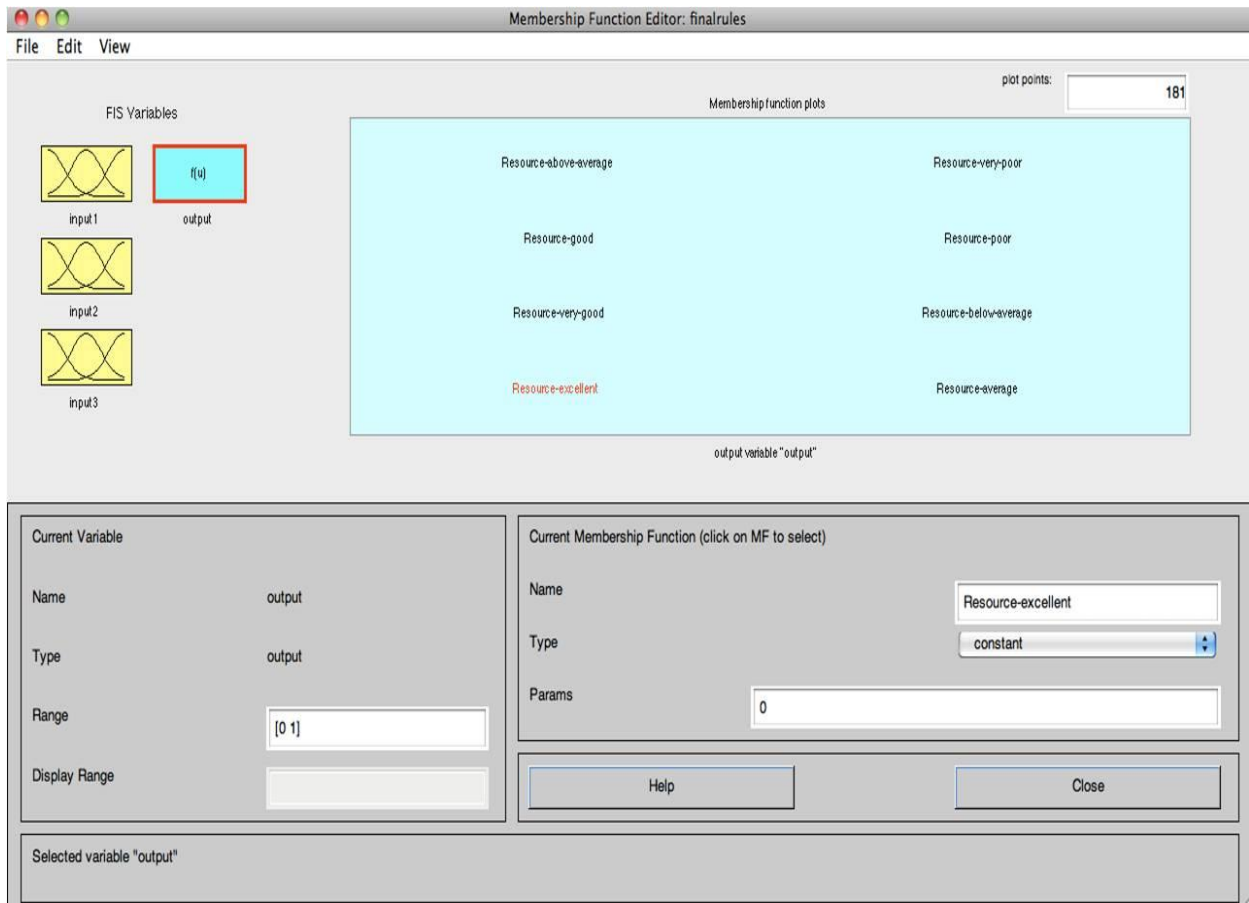 Membership Function Editor: finalrules
File Edit View
FIS Variables
plot points:
181
Membership function plots
f(u)
input1
output
input2
input3
Resource-above-average
Resource-very-poor
Resource-good
Resource-poor
Resource-very-good
Resource-below-average
Resource-excellent
Resource-average
output variable "output"
Current Variable
Name output
Type output
Range [0 1]
Display Range
Current Membership Function (click on MF to select)
Name Resource-excellent
Type constant
Params 0
Help
Close
Selected variable "output"